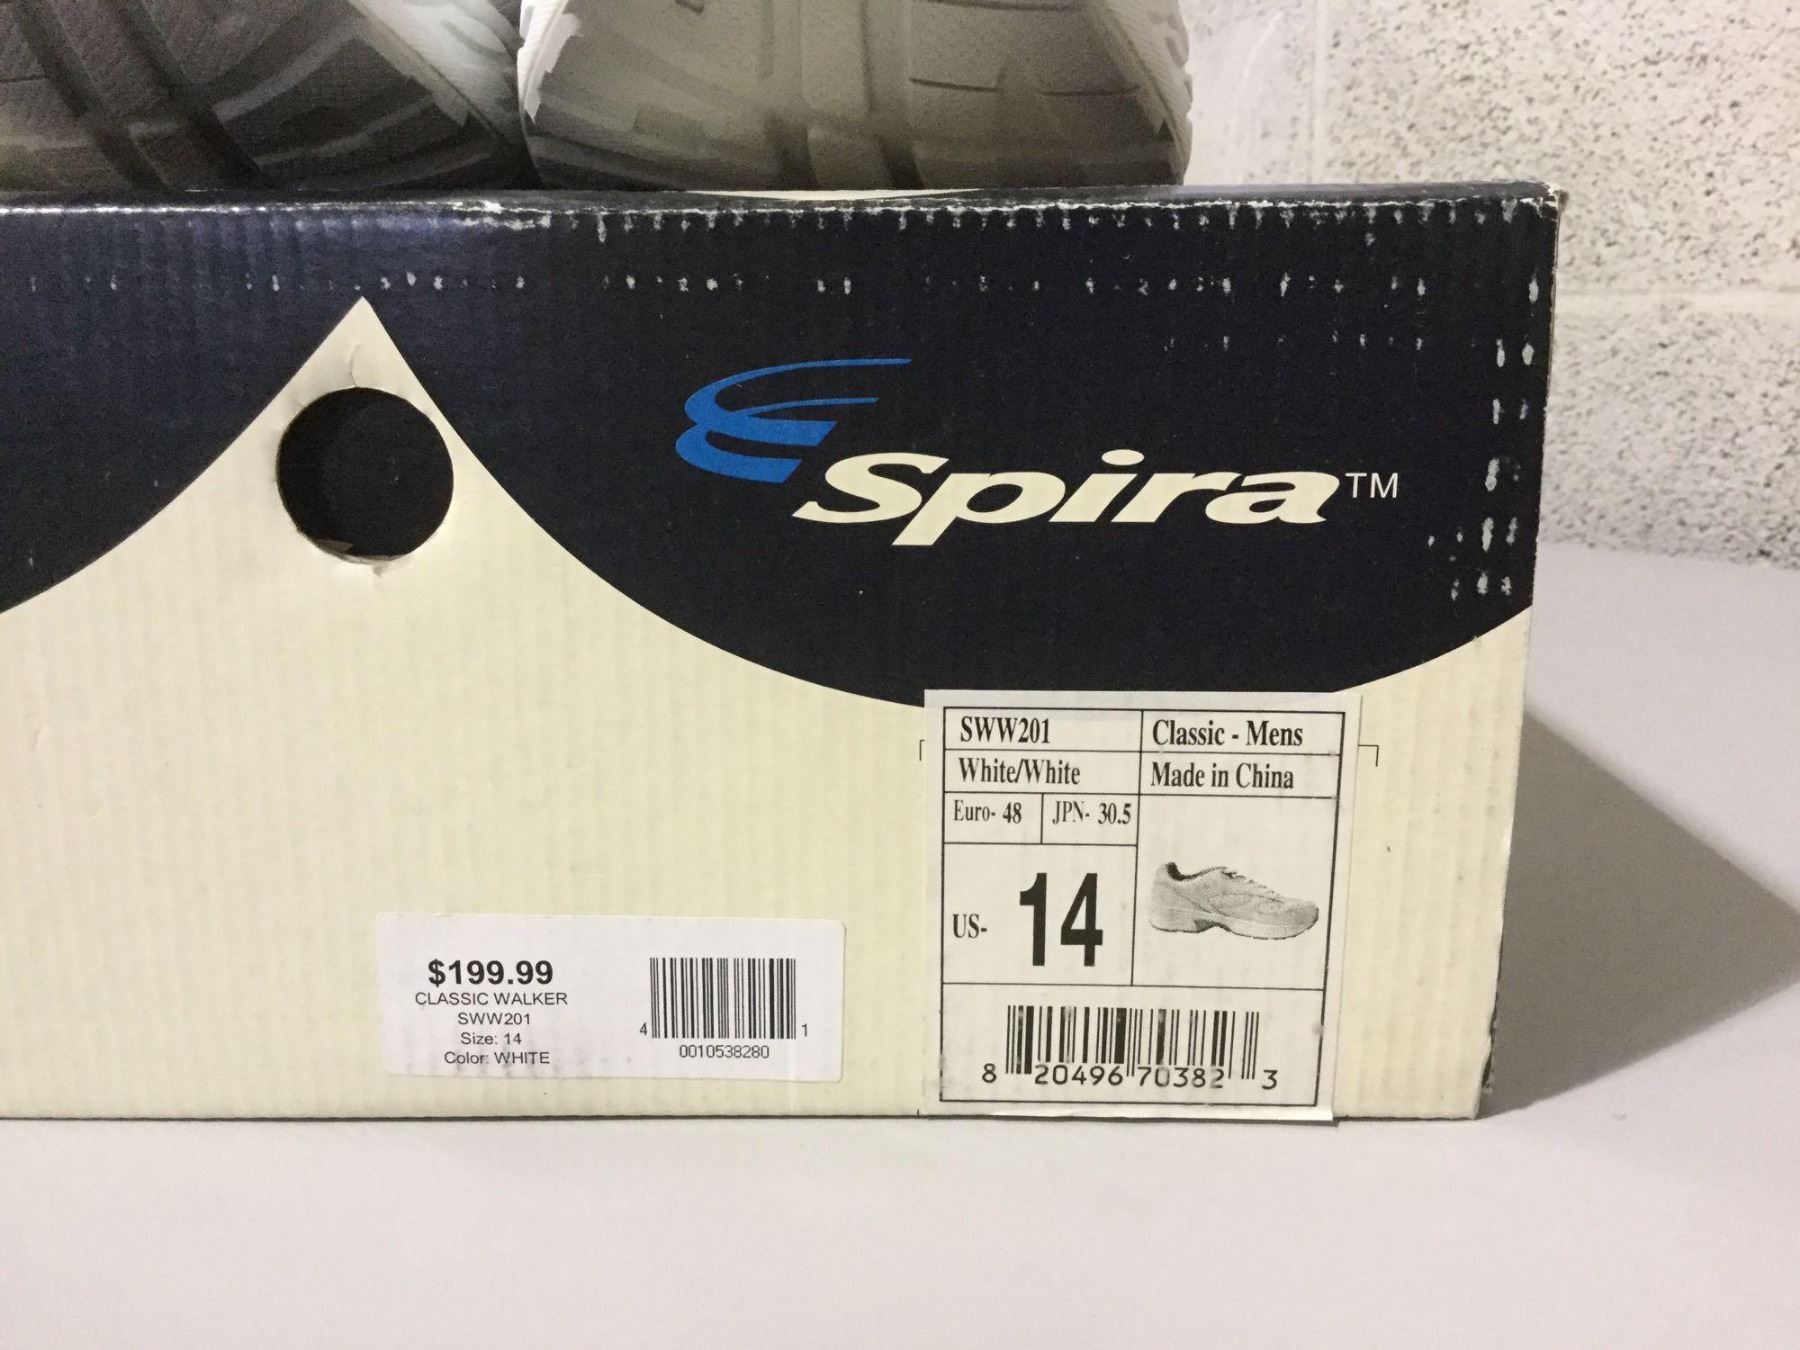 Spira™
SWW201
Classic - Mens
White/White
Made in China
Euro- 48
JPN- 30.5
US- 14
8 20496 70382 3
$199.99
CLASSIC WALKER
SWW201
Size: 14
Color: WHITE
4 0010538280 1